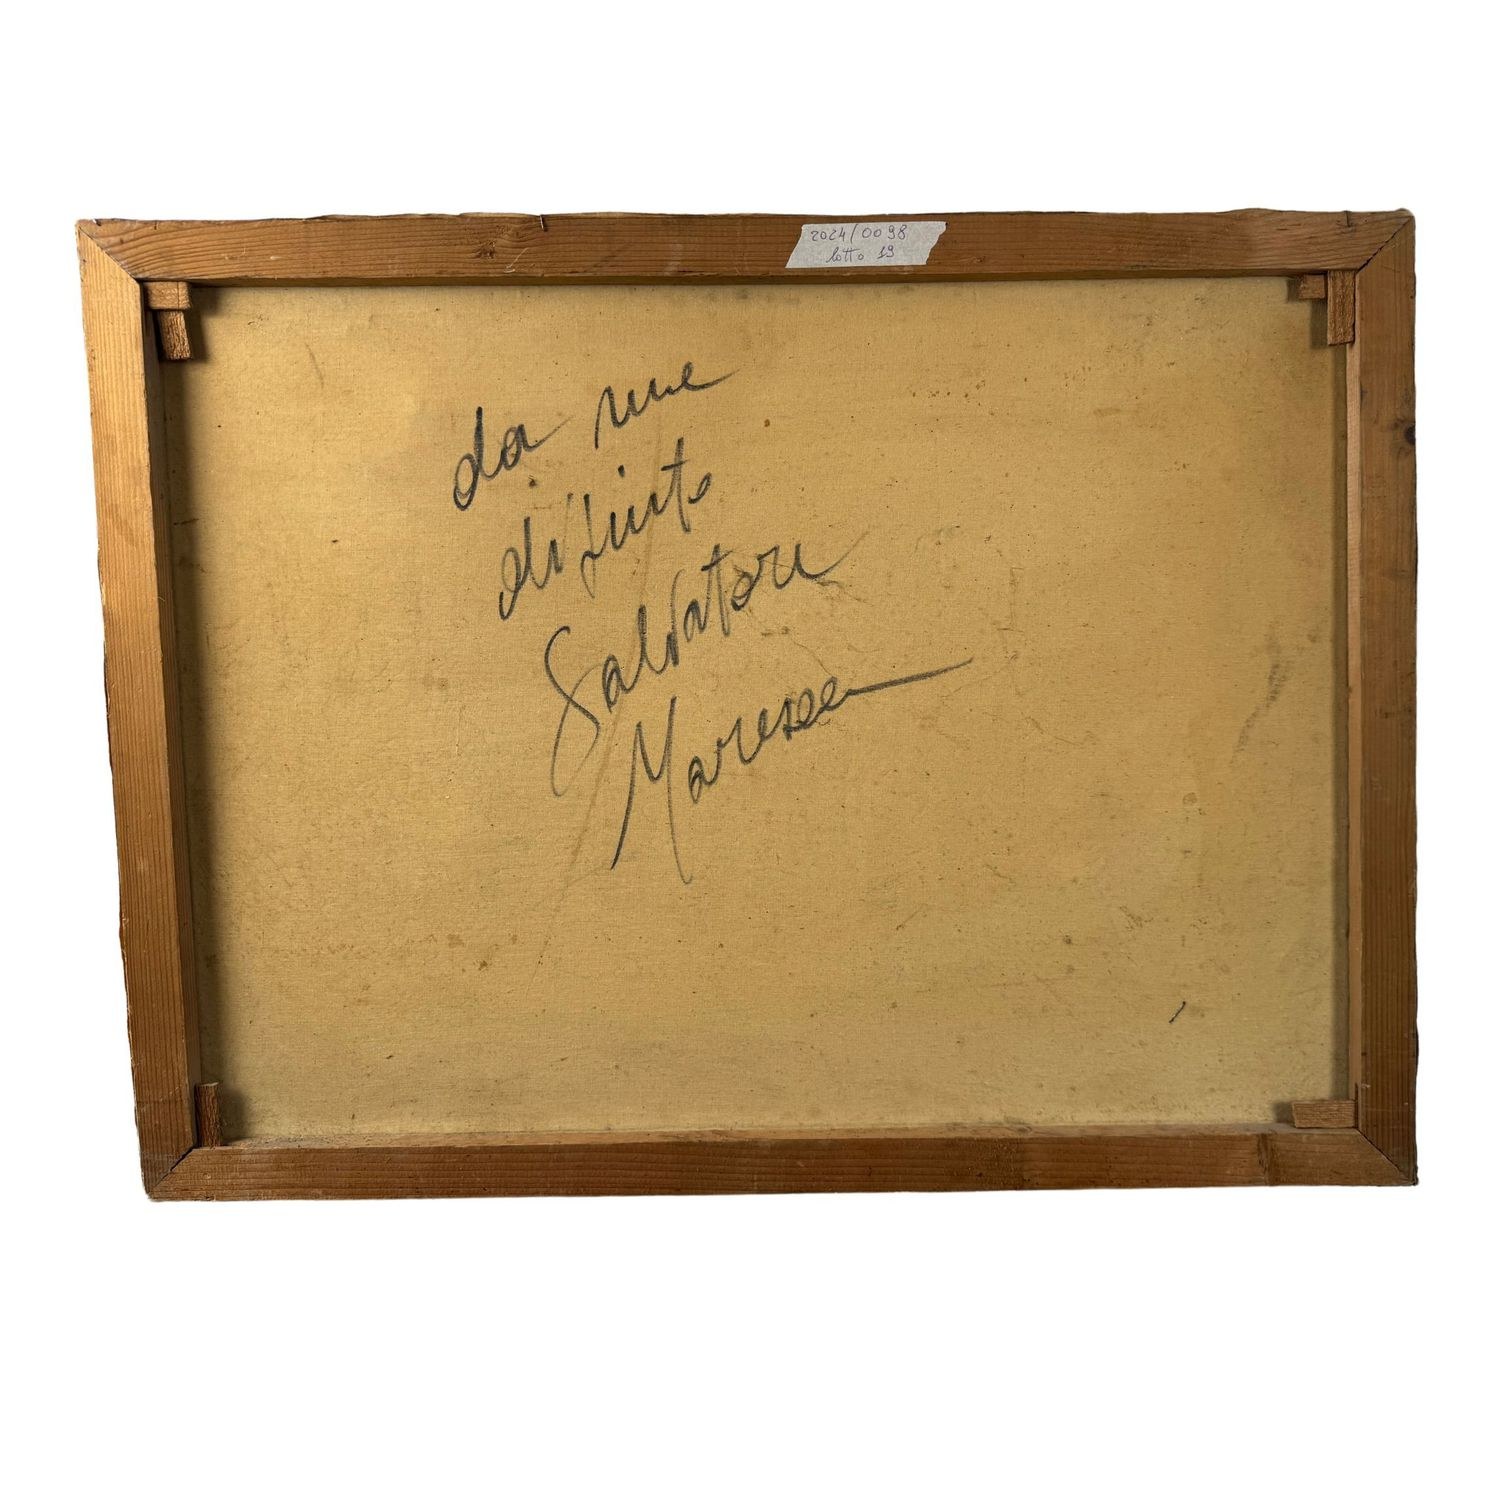 2024/0098
lotto 19
da me
dipinto
Salvatore
Maresca